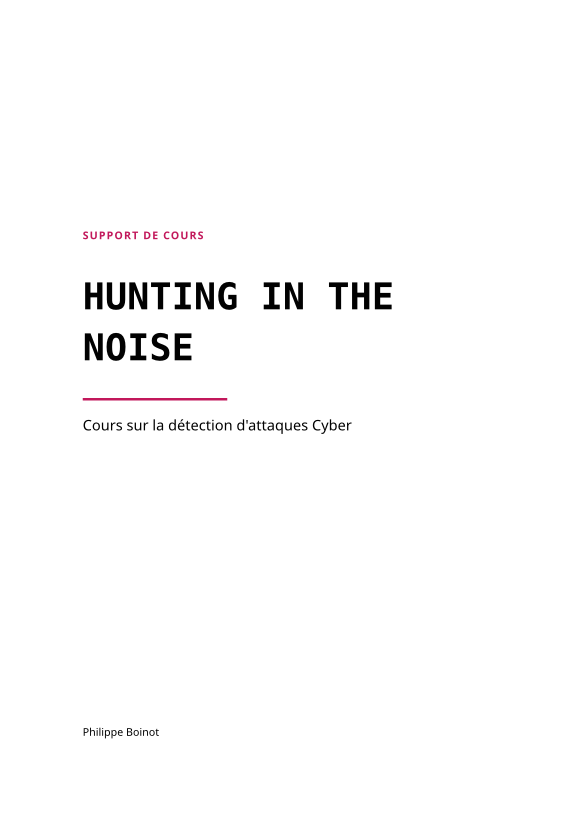 SUPPORT DE COURS
HUNTING IN THE
NOISE
Cours sur la détection d'attaques Cyber
Philippe Boinot